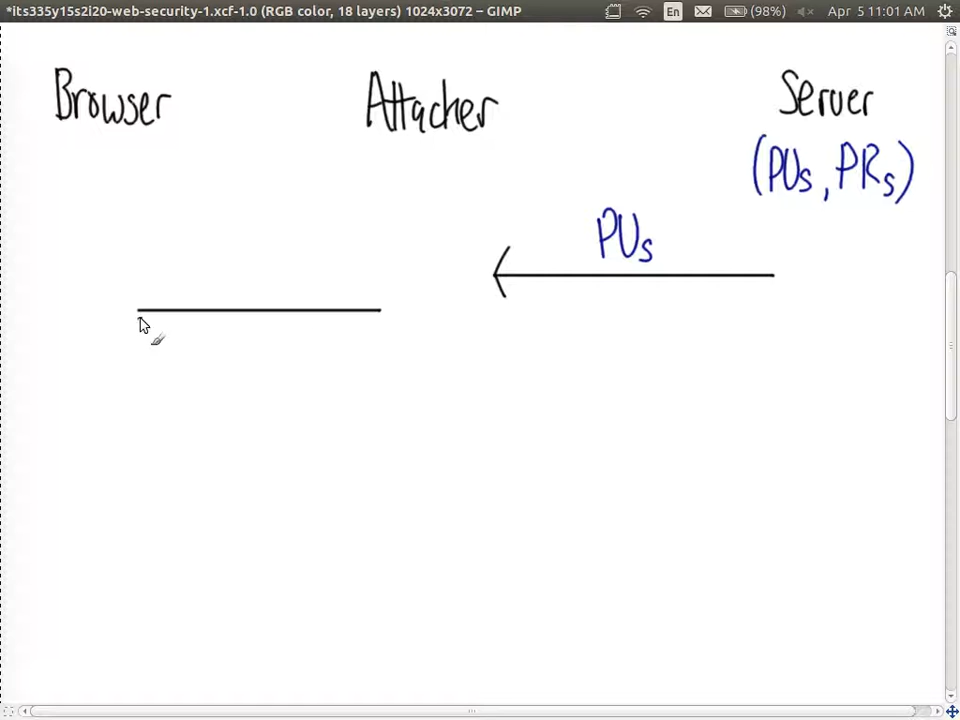 *its335y15s2i20-web-security-1.xcf-1.0 (RGB color, 18 layers) 1024x3072 – GIMP En (98%) Apr 5 11:01 AM
Browser Attacker Server
(PUs, PRs)
PUs